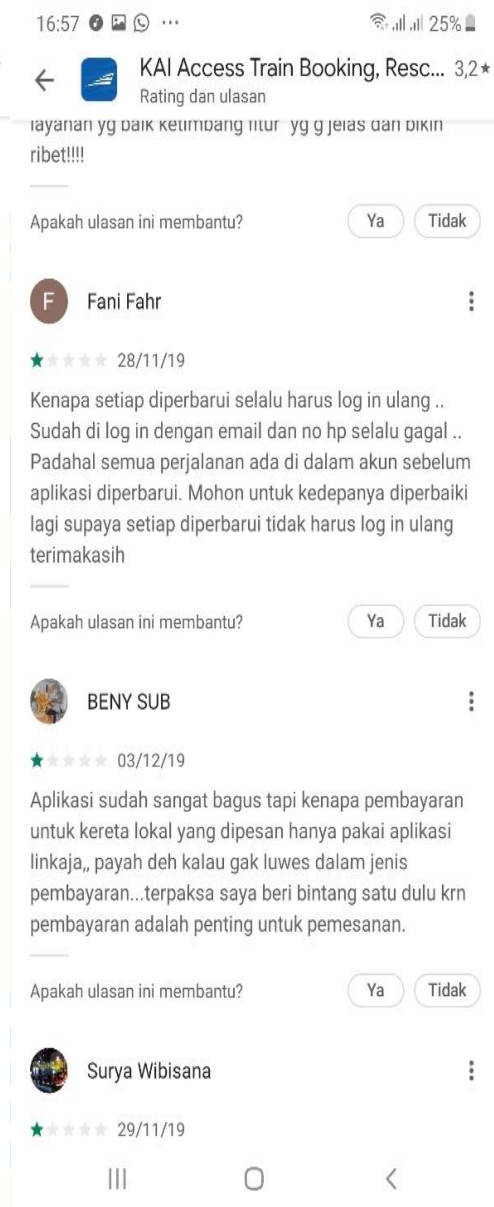 16:57 ... 25%
KAI Access Train Booking, Resc... 3,2★
Rating dan ulasan
layanan yg baik ketimbang fitur yg g jelas dan bikin
ribet!!!!
Apakah ulasan ini membantu? Ya Tidak
F Fani Fahr
28/11/19
Kenapa setiap diperbarui selalu harus log in ulang ..
Sudah di log in dengan email dan no hp selalu gagal ..
Padahal semua perjalanan ada di dalam akun sebelum
aplikasi diperbarui. Mohon untuk kedepanya diperbaiki
lagi supaya setiap diperbarui tidak harus log in ulang
terimakasih
Apakah ulasan ini membantu? Ya Tidak
BENY SUB
03/12/19
Aplikasi sudah sangat bagus tapi kenapa pembayaran
untuk kereta lokal yang dipesan hanya pakai aplikasi
linkaja,, payah deh kalau gak luwes dalam jenis
pembayaran...terpaksa saya beri bintang satu dulu krn
pembayaran adalah penting untuk pemesanan.
Apakah ulasan ini membantu? Ya Tidak
Surya Wibisana
29/11/19